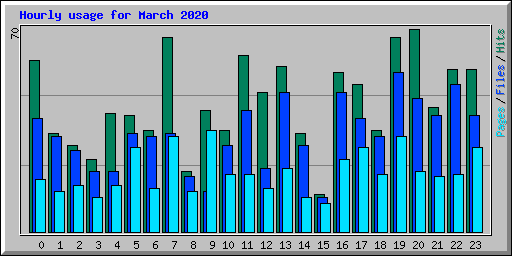 Hourly usage for March 2020
70
Pages / Files / Hits
0 1 2 3 4 5 6 7 8 9 10 11 12 13 14 15 16 17 18 19 20 21 22 23